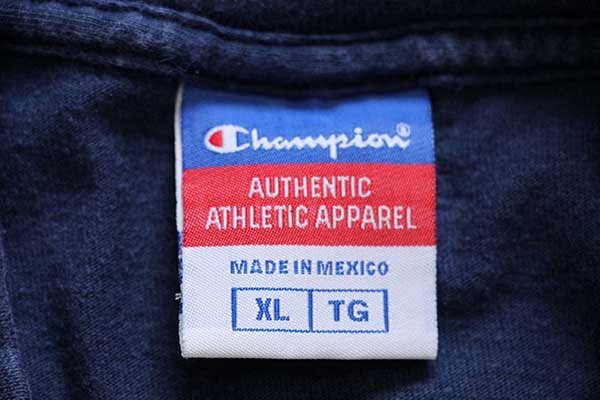 Champion®
AUTHENTIC
ATHLETIC APPAREL
MADE IN MEXICO
XL TG